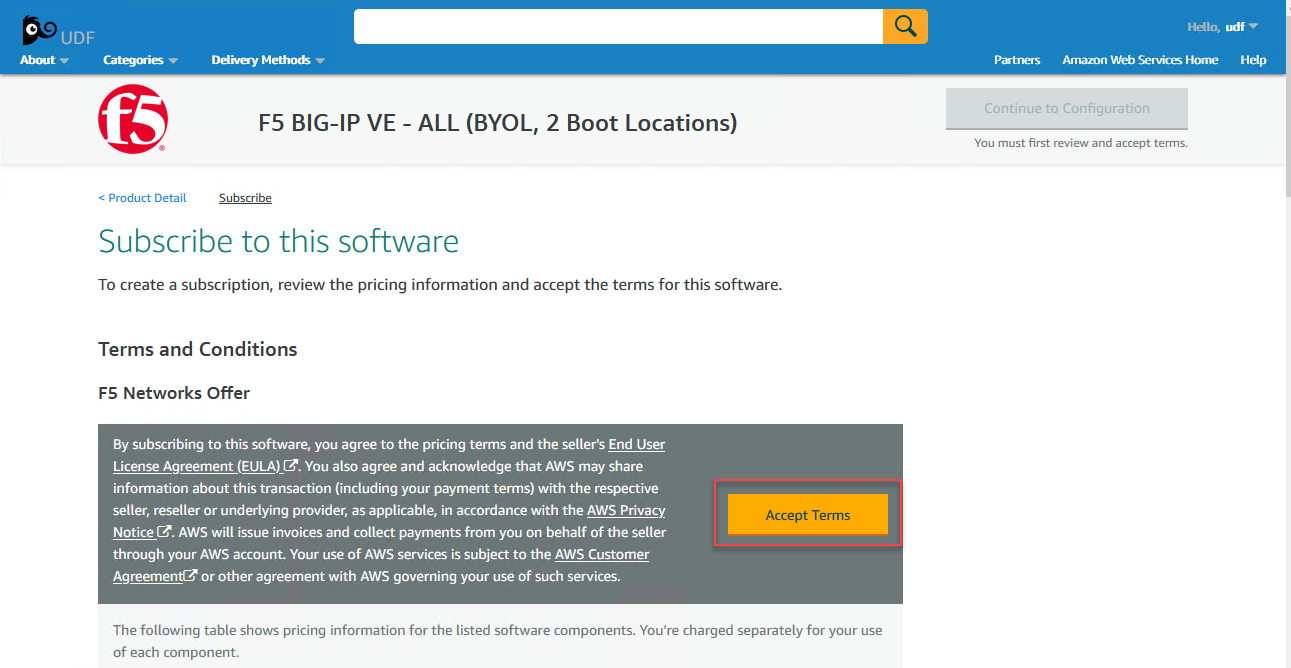 UDF
Hello, udf
About
Categories
Delivery Methods
Partners
Amazon Web Services Home
Help
f5
®
F5 BIG-IP VE - ALL (BYOL, 2 Boot Locations)
Continue to Configuration
You must first review and accept terms.
< Product Detail
Subscribe
Subscribe to this software
To create a subscription, review the pricing information and accept the terms for this software.
Terms and Conditions
F5 Networks Offer
By subscribing to this software, you agree to the pricing terms and the seller's End User
License Agreement (EULA). You also agree and acknowledge that AWS may share
information about this transaction (including your payment terms) with the respective
seller, reseller or underlying provider, as applicable, in accordance with the AWS Privacy
Notice. AWS will issue invoices and collect payments from you on behalf of the seller
through your AWS account. Your use of AWS services is subject to the AWS Customer
Agreement or other agreement with AWS governing your use of such services.
Accept Terms
The following table shows pricing information for the listed software components. You're charged separately for your use
of each component.